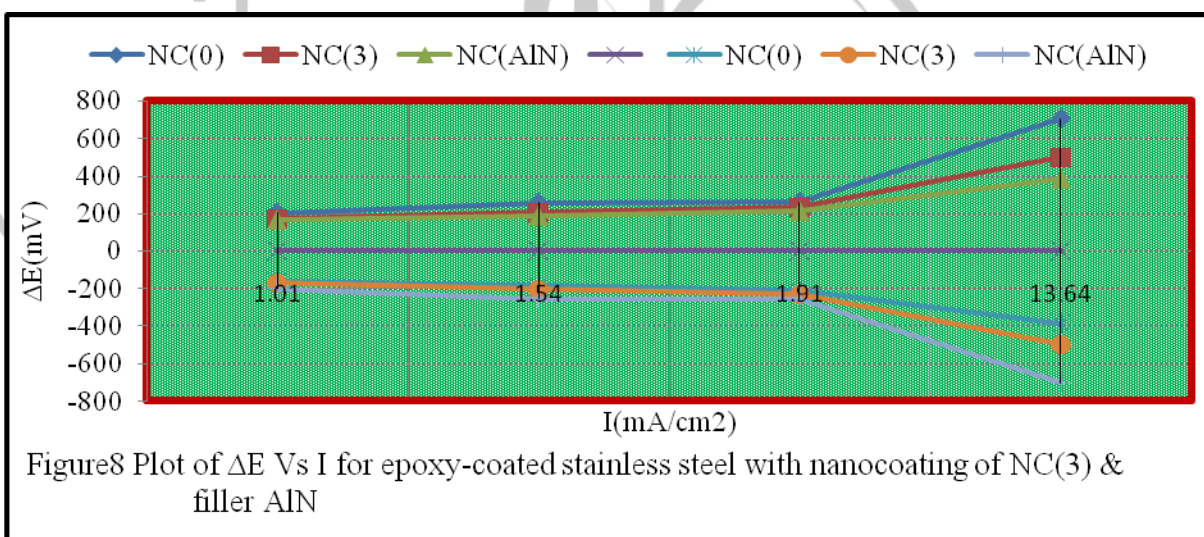 NC(0) NC(3) NC(AlN) NC(0) NC(3) NC(AlN)
800
600
400
200
0
-200
-400
-600
-800
ΔE(mV)
1.01 1.54 1.91 13.64
I(mA/cm2)
Figure8 Plot of ΔE Vs I for epoxy-coated stainless steel with nanocoating of NC(3) &
filler AlN